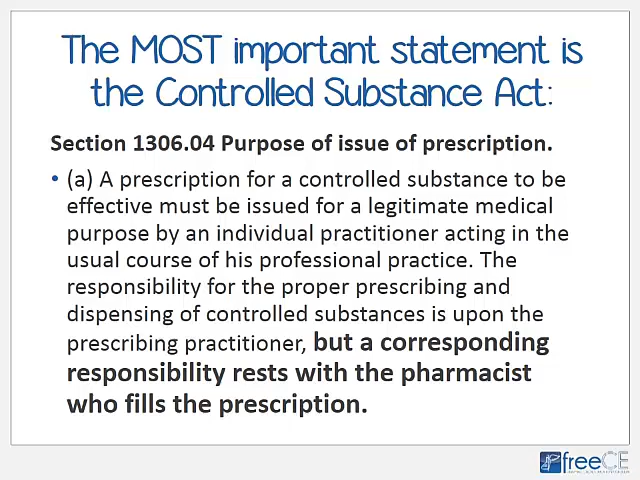 The MOST important statement is
the Controlled Substance Act:
Section 1306.04 Purpose of issue of prescription.
• (a) A prescription for a controlled substance to be
effective must be issued for a legitimate medical
purpose by an individual practitioner acting in the
usual course of his professional practice. The
responsibility for the proper prescribing and
dispensing of controlled substances is upon the
prescribing practitioner, but a corresponding
responsibility rests with the pharmacist
who fills the prescription.
freeCE